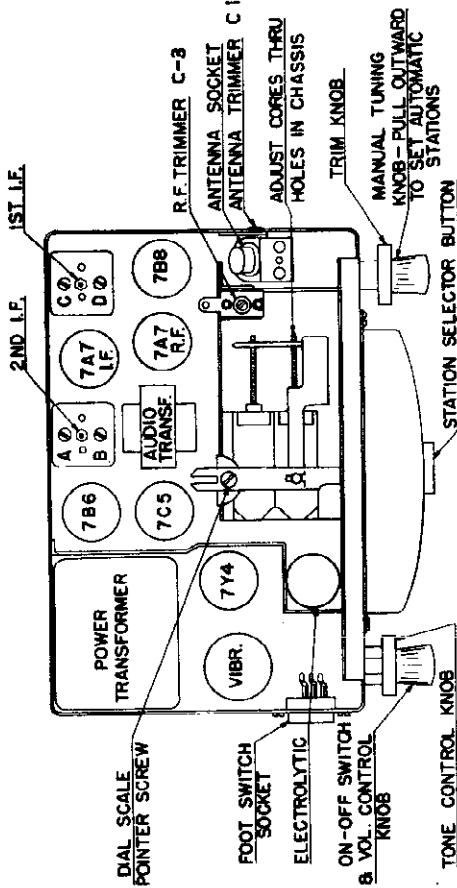 2ND I.F.
1ST I.F.
A
B
C
D
POWER
TRANSFORMER
7B6
7A7
I.F.
7B8
7C5
AUDIO
TRANSF.
7A7
R.F.
VIBR.
7Y4
R.F. TRIMMER C-3
ANTENNA SOCKET
ANTENNA TRIMMER C1
ADJUST CORES THRU
HOLES IN CHASSIS
TRIM KNOB
MANUAL TUNING
KNOB-PULL OUTWARD
TO SET AUTOMATIC
STATIONS
STATION SELECTOR BUTTON
DIAL SCALE
POINTER SCREW
FOOT SWITCH
SOCKET
ELECTROLYTIC
ON-OFF SWITCH
& VOL. CONTROL
KNOB
TONE CONTROL KNOB